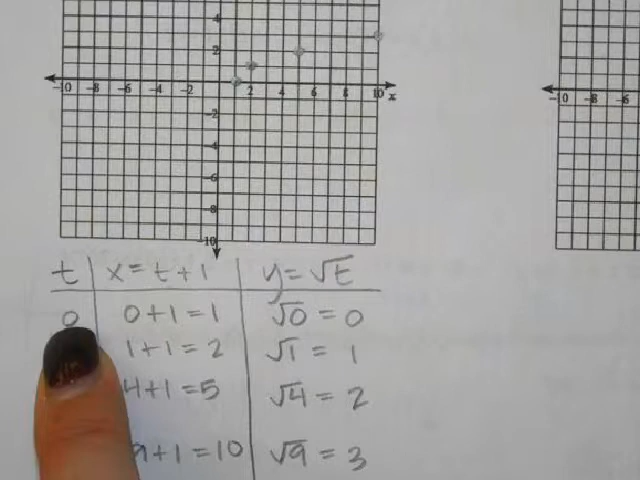 4
2
-10 -8 -6 -4 -2 2 4 6 8 10 x
-2
-4
-6
-8
-10
-10 -8 -6
t x = t + 1 y = √t
0 0 + 1 = 1 √0 = 0
1 + 1 = 2 √1 = 1
4 + 1 = 5 √4 = 2
9 + 1 = 10 √9 = 3